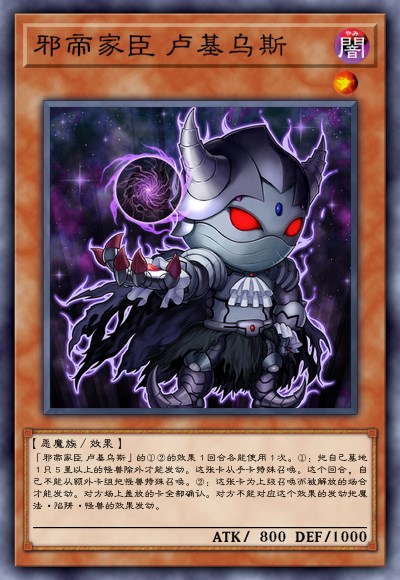 邪帝家臣 卢基乌斯
やみ
闇
【恶魔族/效果】
「邪帝家臣 卢基乌斯」的①②的效果1回合各能使用1次。①：把自己墓地
1只5星以上的怪兽除外才能发动。这张卡从手卡特殊召唤。这个回合，自
己不能从额外卡组把怪兽特殊召唤。②：这张卡为上级召唤而被解放的场合
才能发动。对方场上盖放的卡全部确认。对方不能对应这个效果的发动把魔
法·陷阱·怪兽的效果发动。
ATK/ 800 DEF/1000